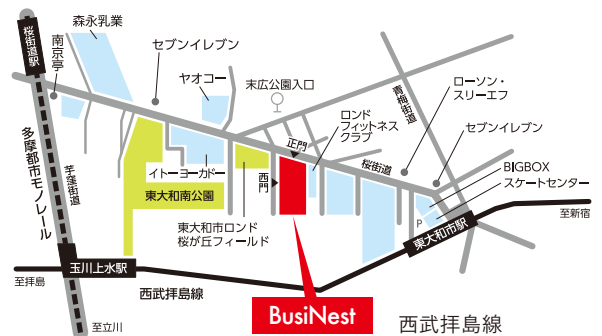 桜街道駅
南京亭
森永乳業
セブンイレブン
ヤオコー
末広公園入口
青梅街道
ローソン・
スリーエフ
ロンド
フィットネス
クラブ
セブンイレブン
正門
桜街道
BIGBOX
スケートセンター
P
多摩都市モノレール
芋窪街道
イトーヨーカドー
西門
東大和南公園
東大和市ロンド
桜が丘フィールド
東大和市駅
至新宿
玉川上水駅
至拝島
西武拝島線
BusiNest
西武拝島線
至立川